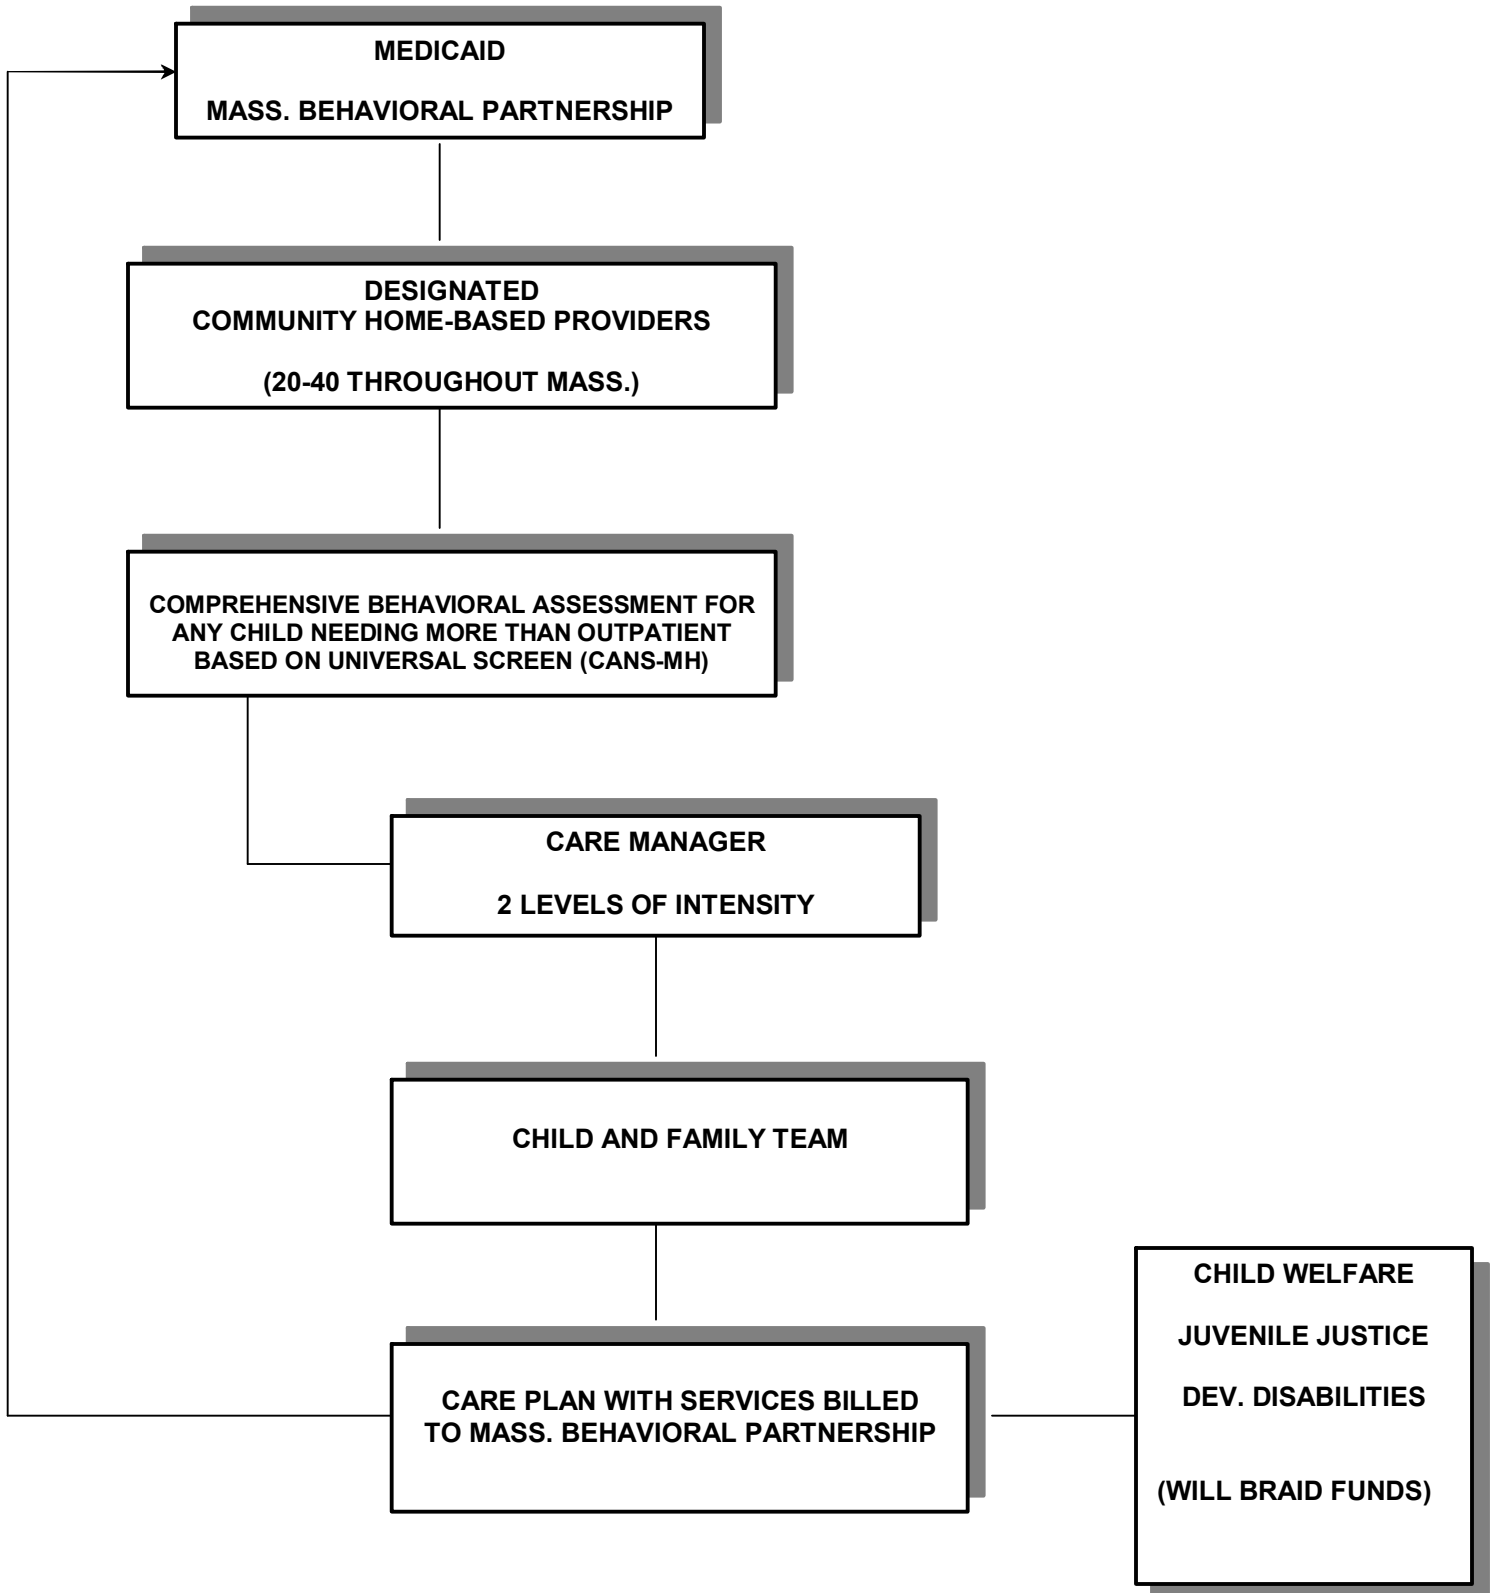 MEDICAID
MASS. BEHAVIORAL PARTNERSHIP
DESIGNATED
COMMUNITY HOME-BASED PROVIDERS
(20-40 THROUGHOUT MASS.)
COMPREHENSIVE BEHAVIORAL ASSESSMENT FOR
ANY CHILD NEEDING MORE THAN OUTPATIENT
BASED ON UNIVERSAL SCREEN (CANS-MH)
CARE MANAGER
2 LEVELS OF INTENSITY
CHILD AND FAMILY TEAM
CARE PLAN WITH SERVICES BILLED
TO MASS. BEHAVIORAL PARTNERSHIP
CHILD WELFARE
JUVENILE JUSTICE
DEV. DISABILITIES
(WILL BRAID FUNDS)